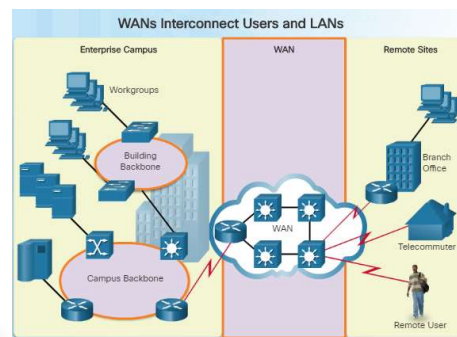 WANs Interconnect Users and LANs
Enterprise Campus
WAN
Remote Sites
Workgroups
Building
Backbone
Branch
Office
WAN
Telecommuter
Campus Backbone
Remote User